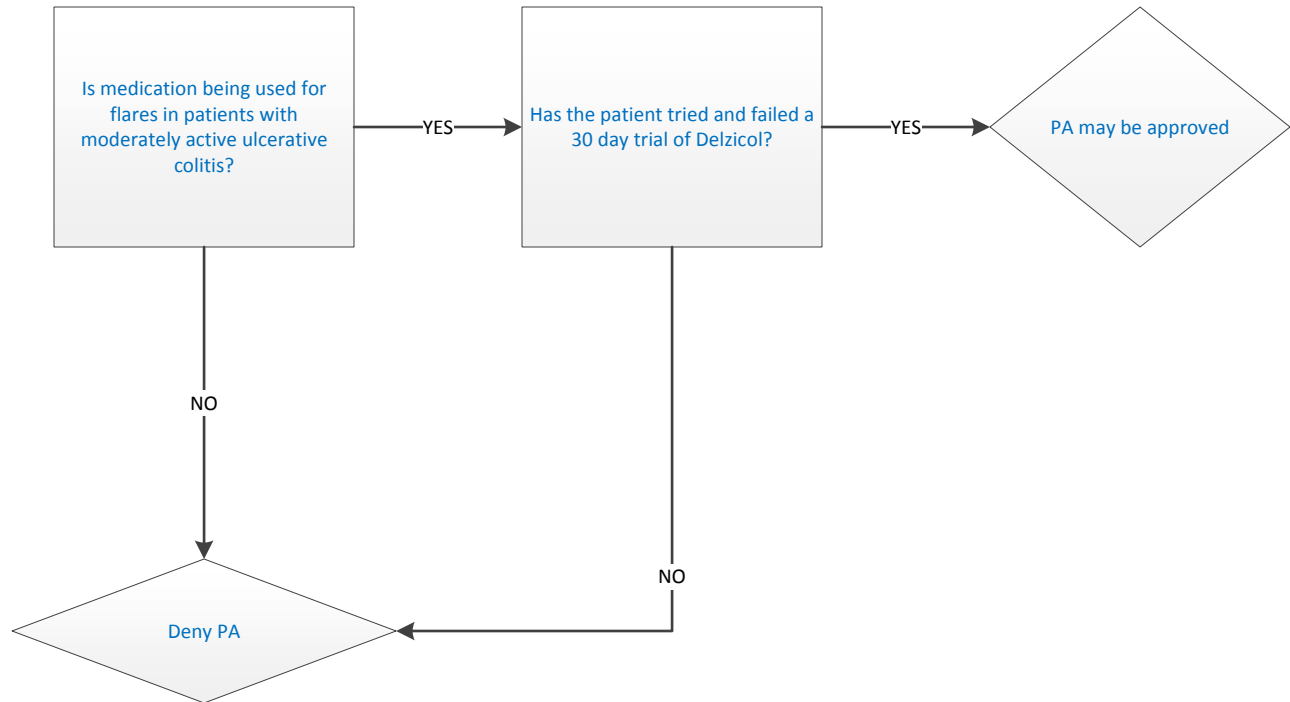 Is medication being used for
flares in patients with
moderately active ulcerative
colitis?
YES
Has the patient tried and failed a
30 day trial of Delzicol?
YES
PA may be approved
NO
NO
Deny PA